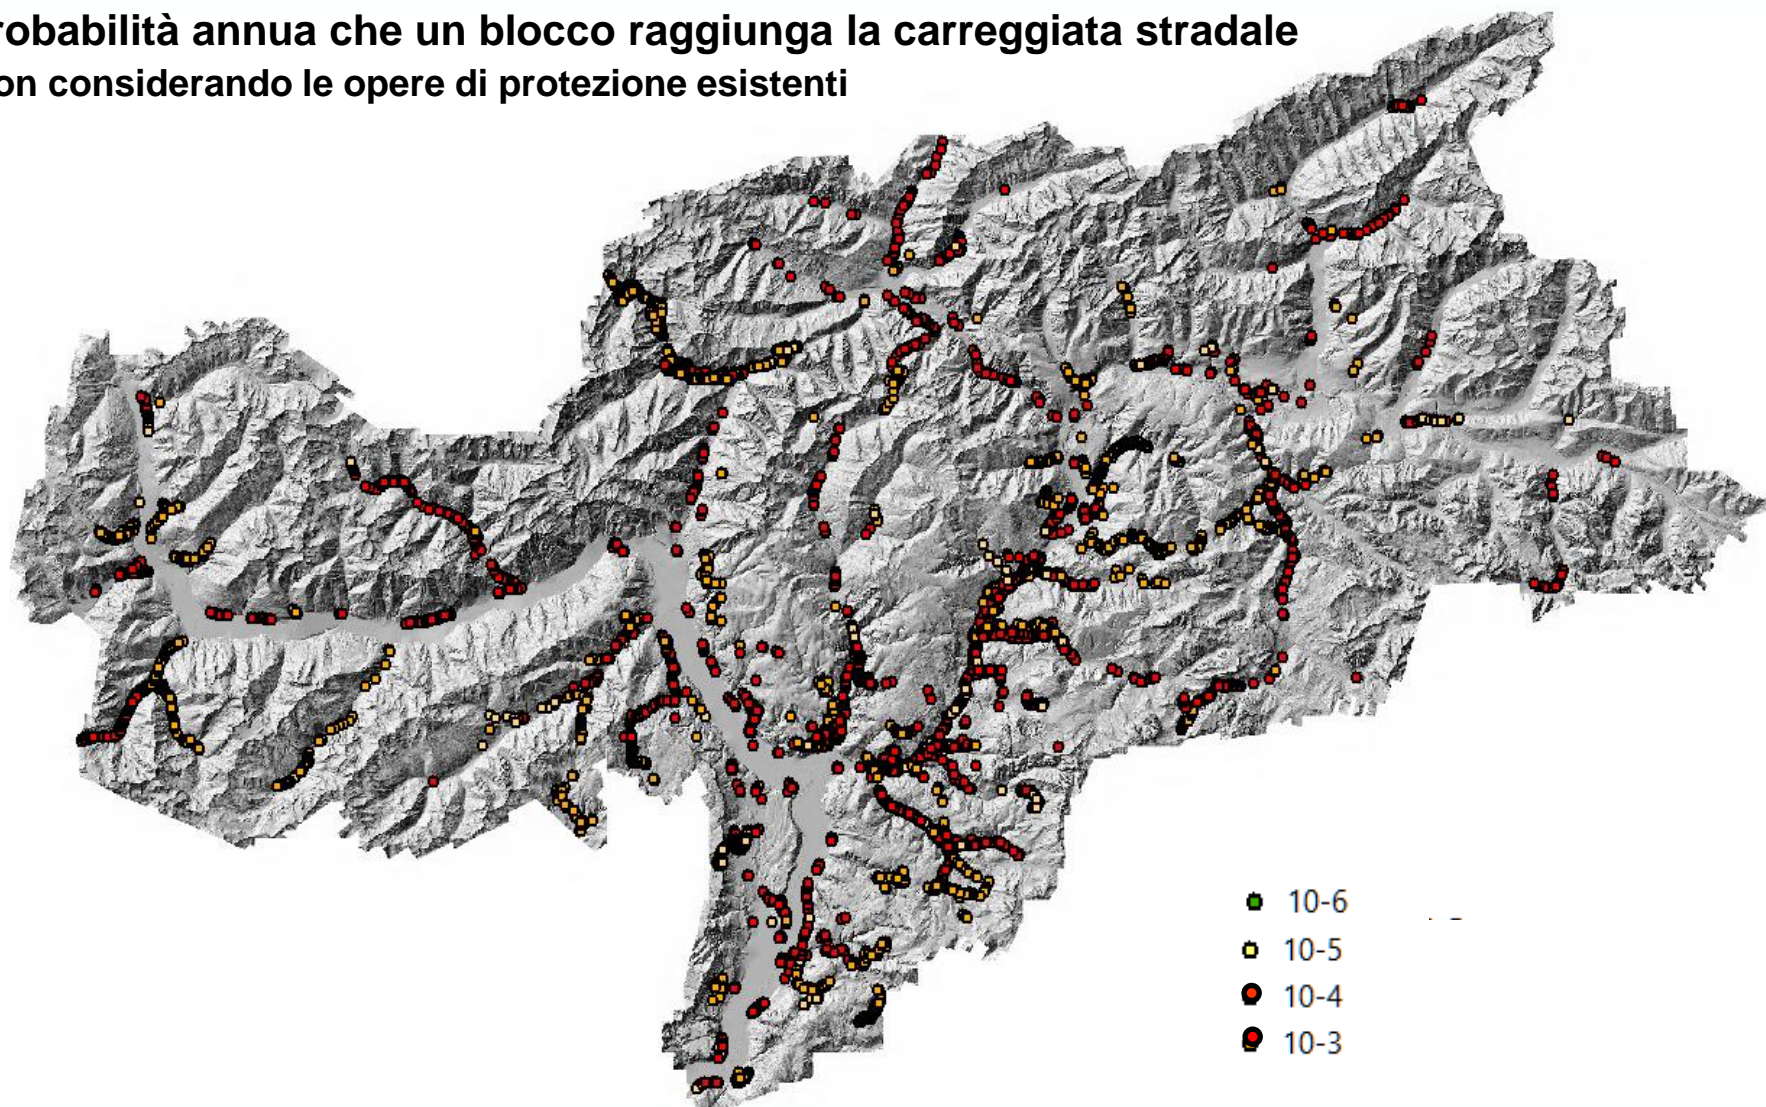 robabilità annua che un blocco raggiunga la carreggiata stradale
on considerando le opere di protezione esistenti
10-6
10-5
10-4
10-3